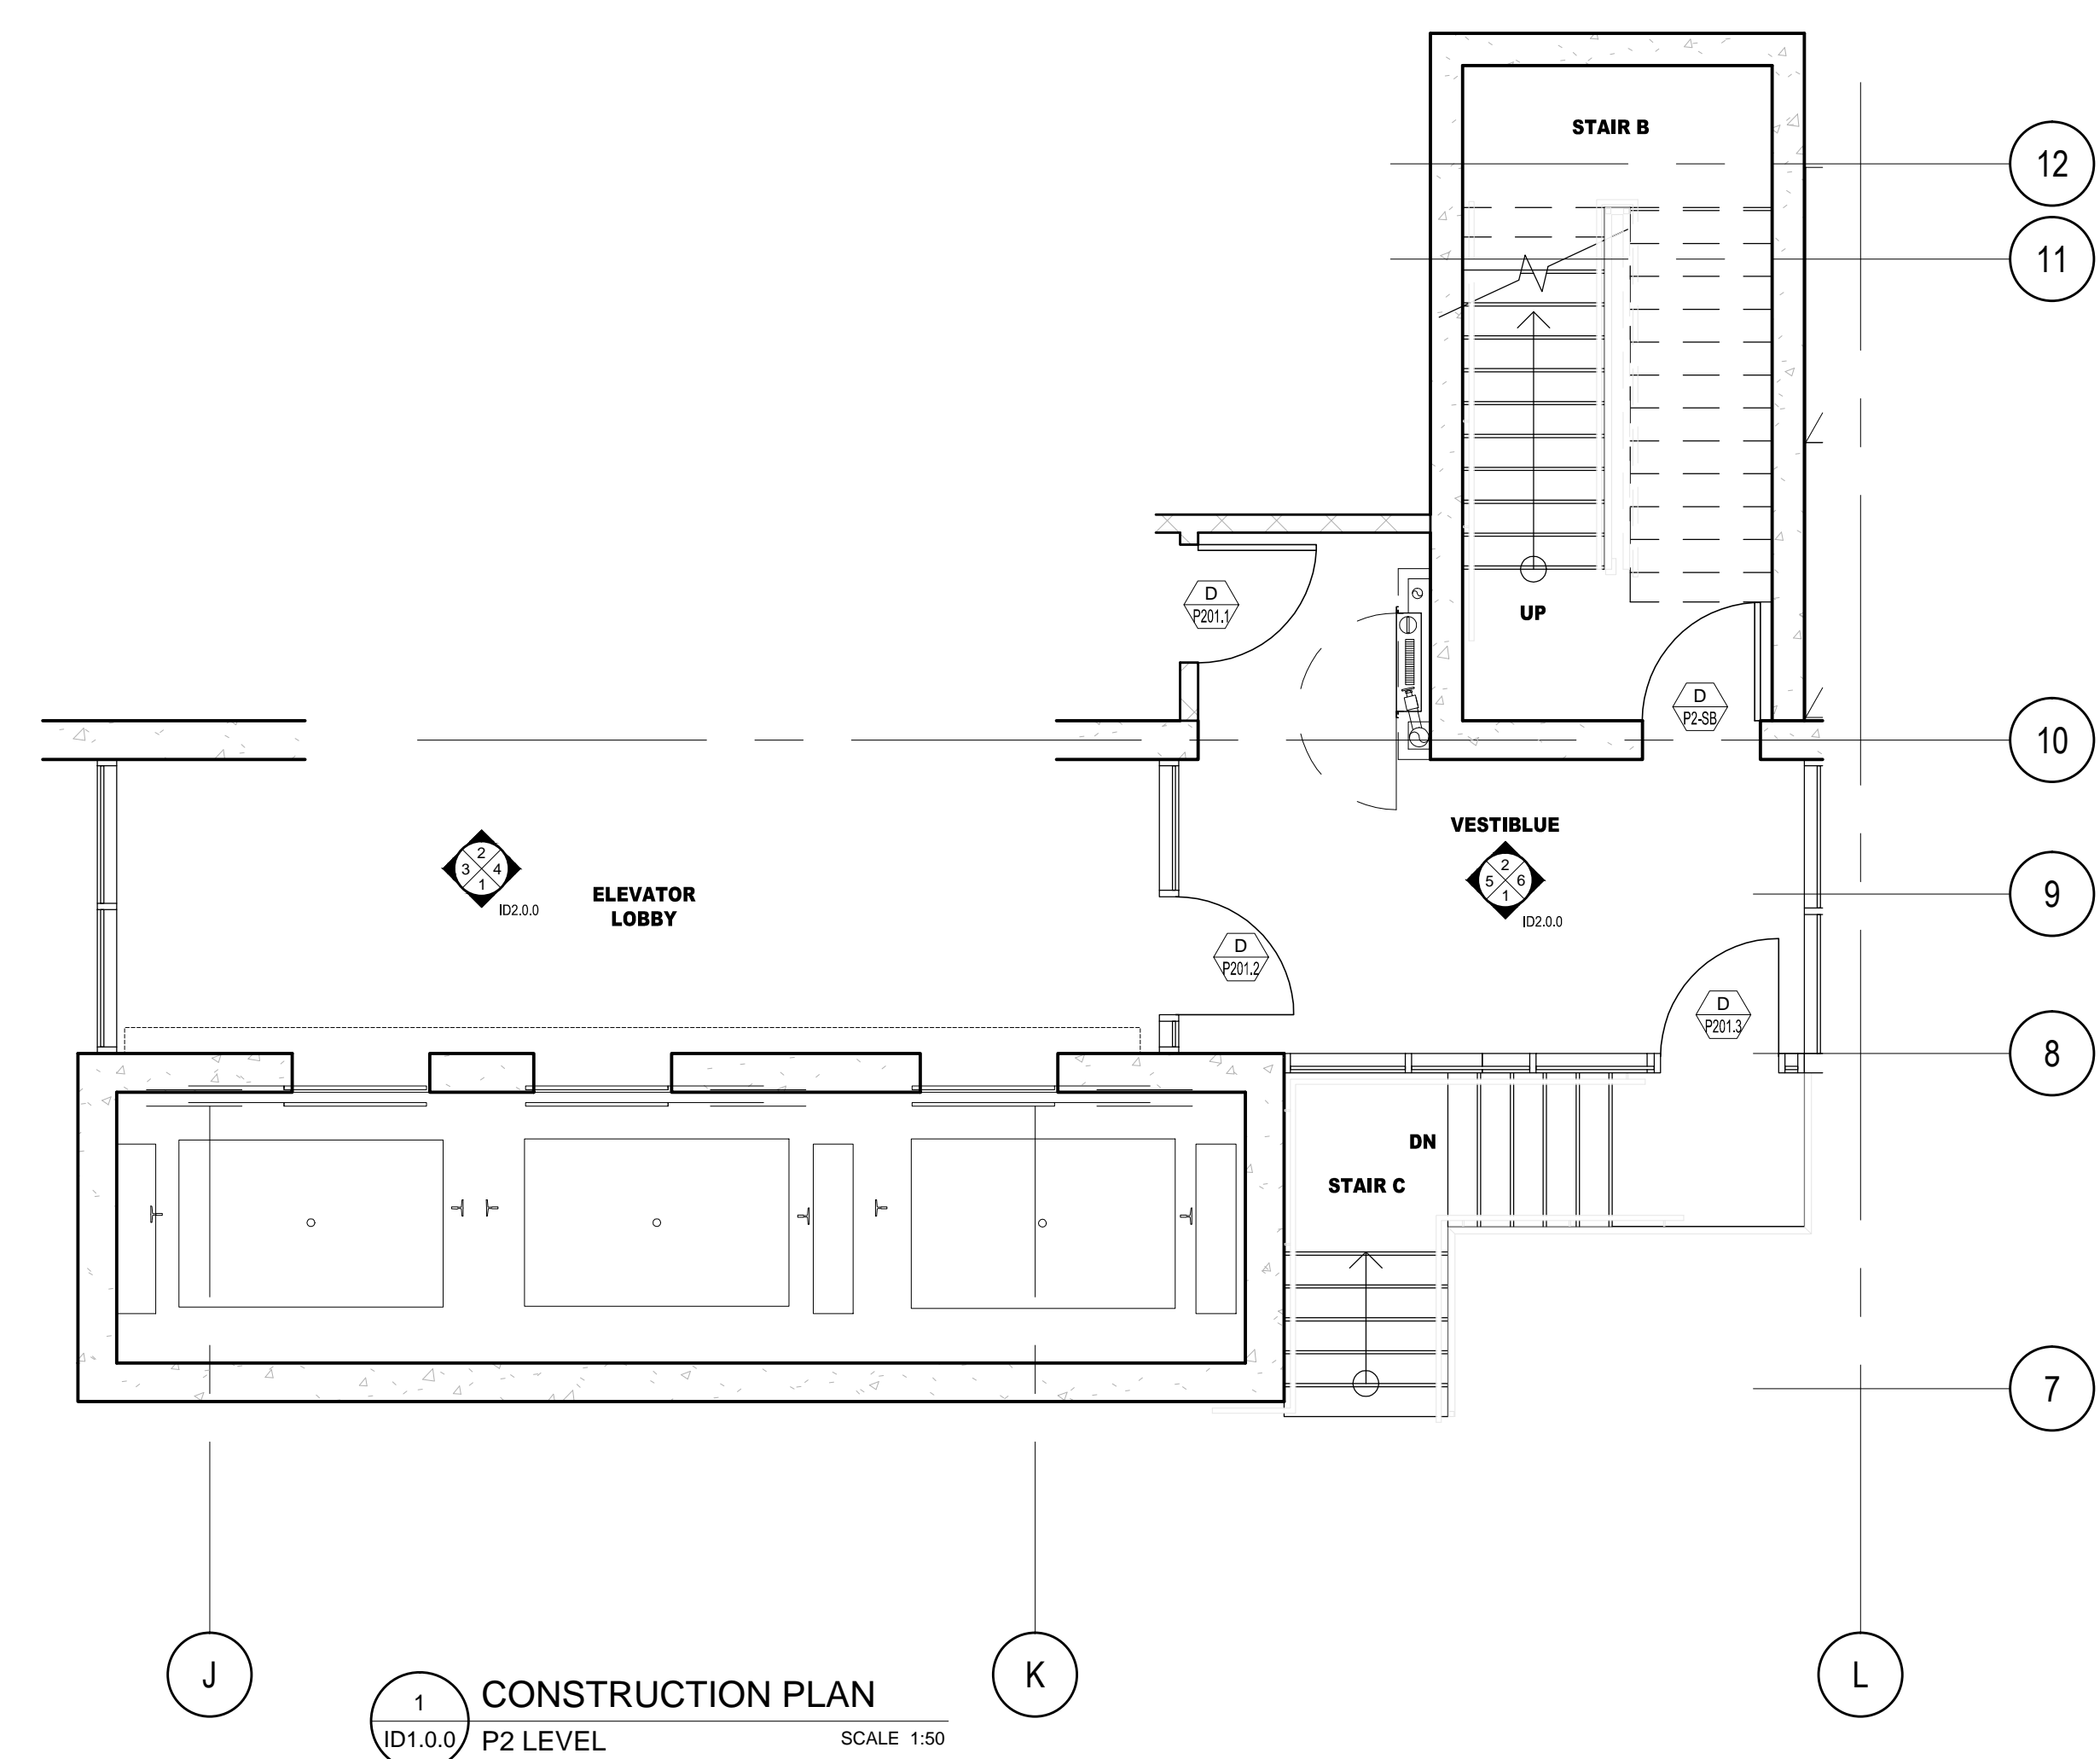 STAIR B
12
11
D
P201.1
UP
D
P2-SB
10
VESTIBLUE
2
3 4
1
ID2.0.0
ELEVATOR
LOBBY
2
5 6
1
ID2.0.0
9
D
P201.2
D
P201.3
8
DN
STAIR C
7
J
K
L
1
ID1.0.0
CONSTRUCTION PLAN
P2 LEVEL
SCALE 1:50